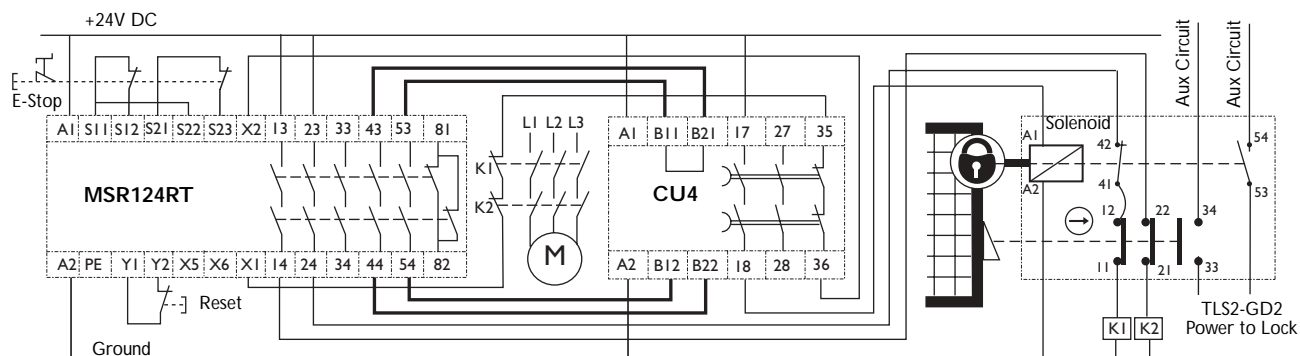 +24V DC
Aux Circuit
Aux Circuit
E-Stop
L1 L2 L3
Solenoid
A1 S11 S12 S21 S22 S23 X2 13 23 33 43 53 81
A1 B11 B21 17 27 35
A1
42
54
K1
MSR124RT
K2
CU4
A2
41
53
12 22 34
M
A2 PE Y1 Y2 X5 X6 X1 14 24 34 44 54 82
A2 B12 B22 18 28 36
11 21 33
Reset
TLS2-GD2
Power to Lock
K1 K2
Ground